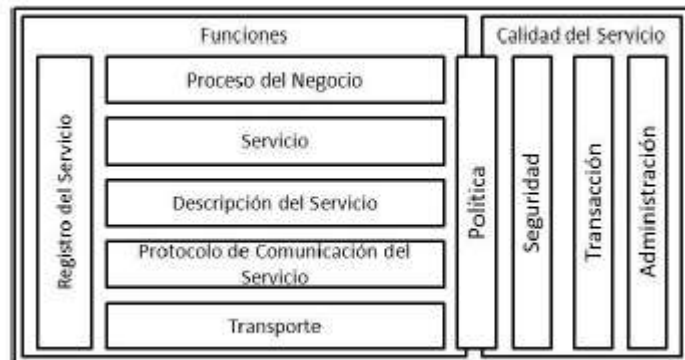 Funciones
Registro del Servicio
Proceso del Negocio
Servicio
Descripción del Servicio
Protocolo de Comunicación del
Servicio
Transporte
Política
Calidad del Servicio
Seguridad
Transacción
Administración